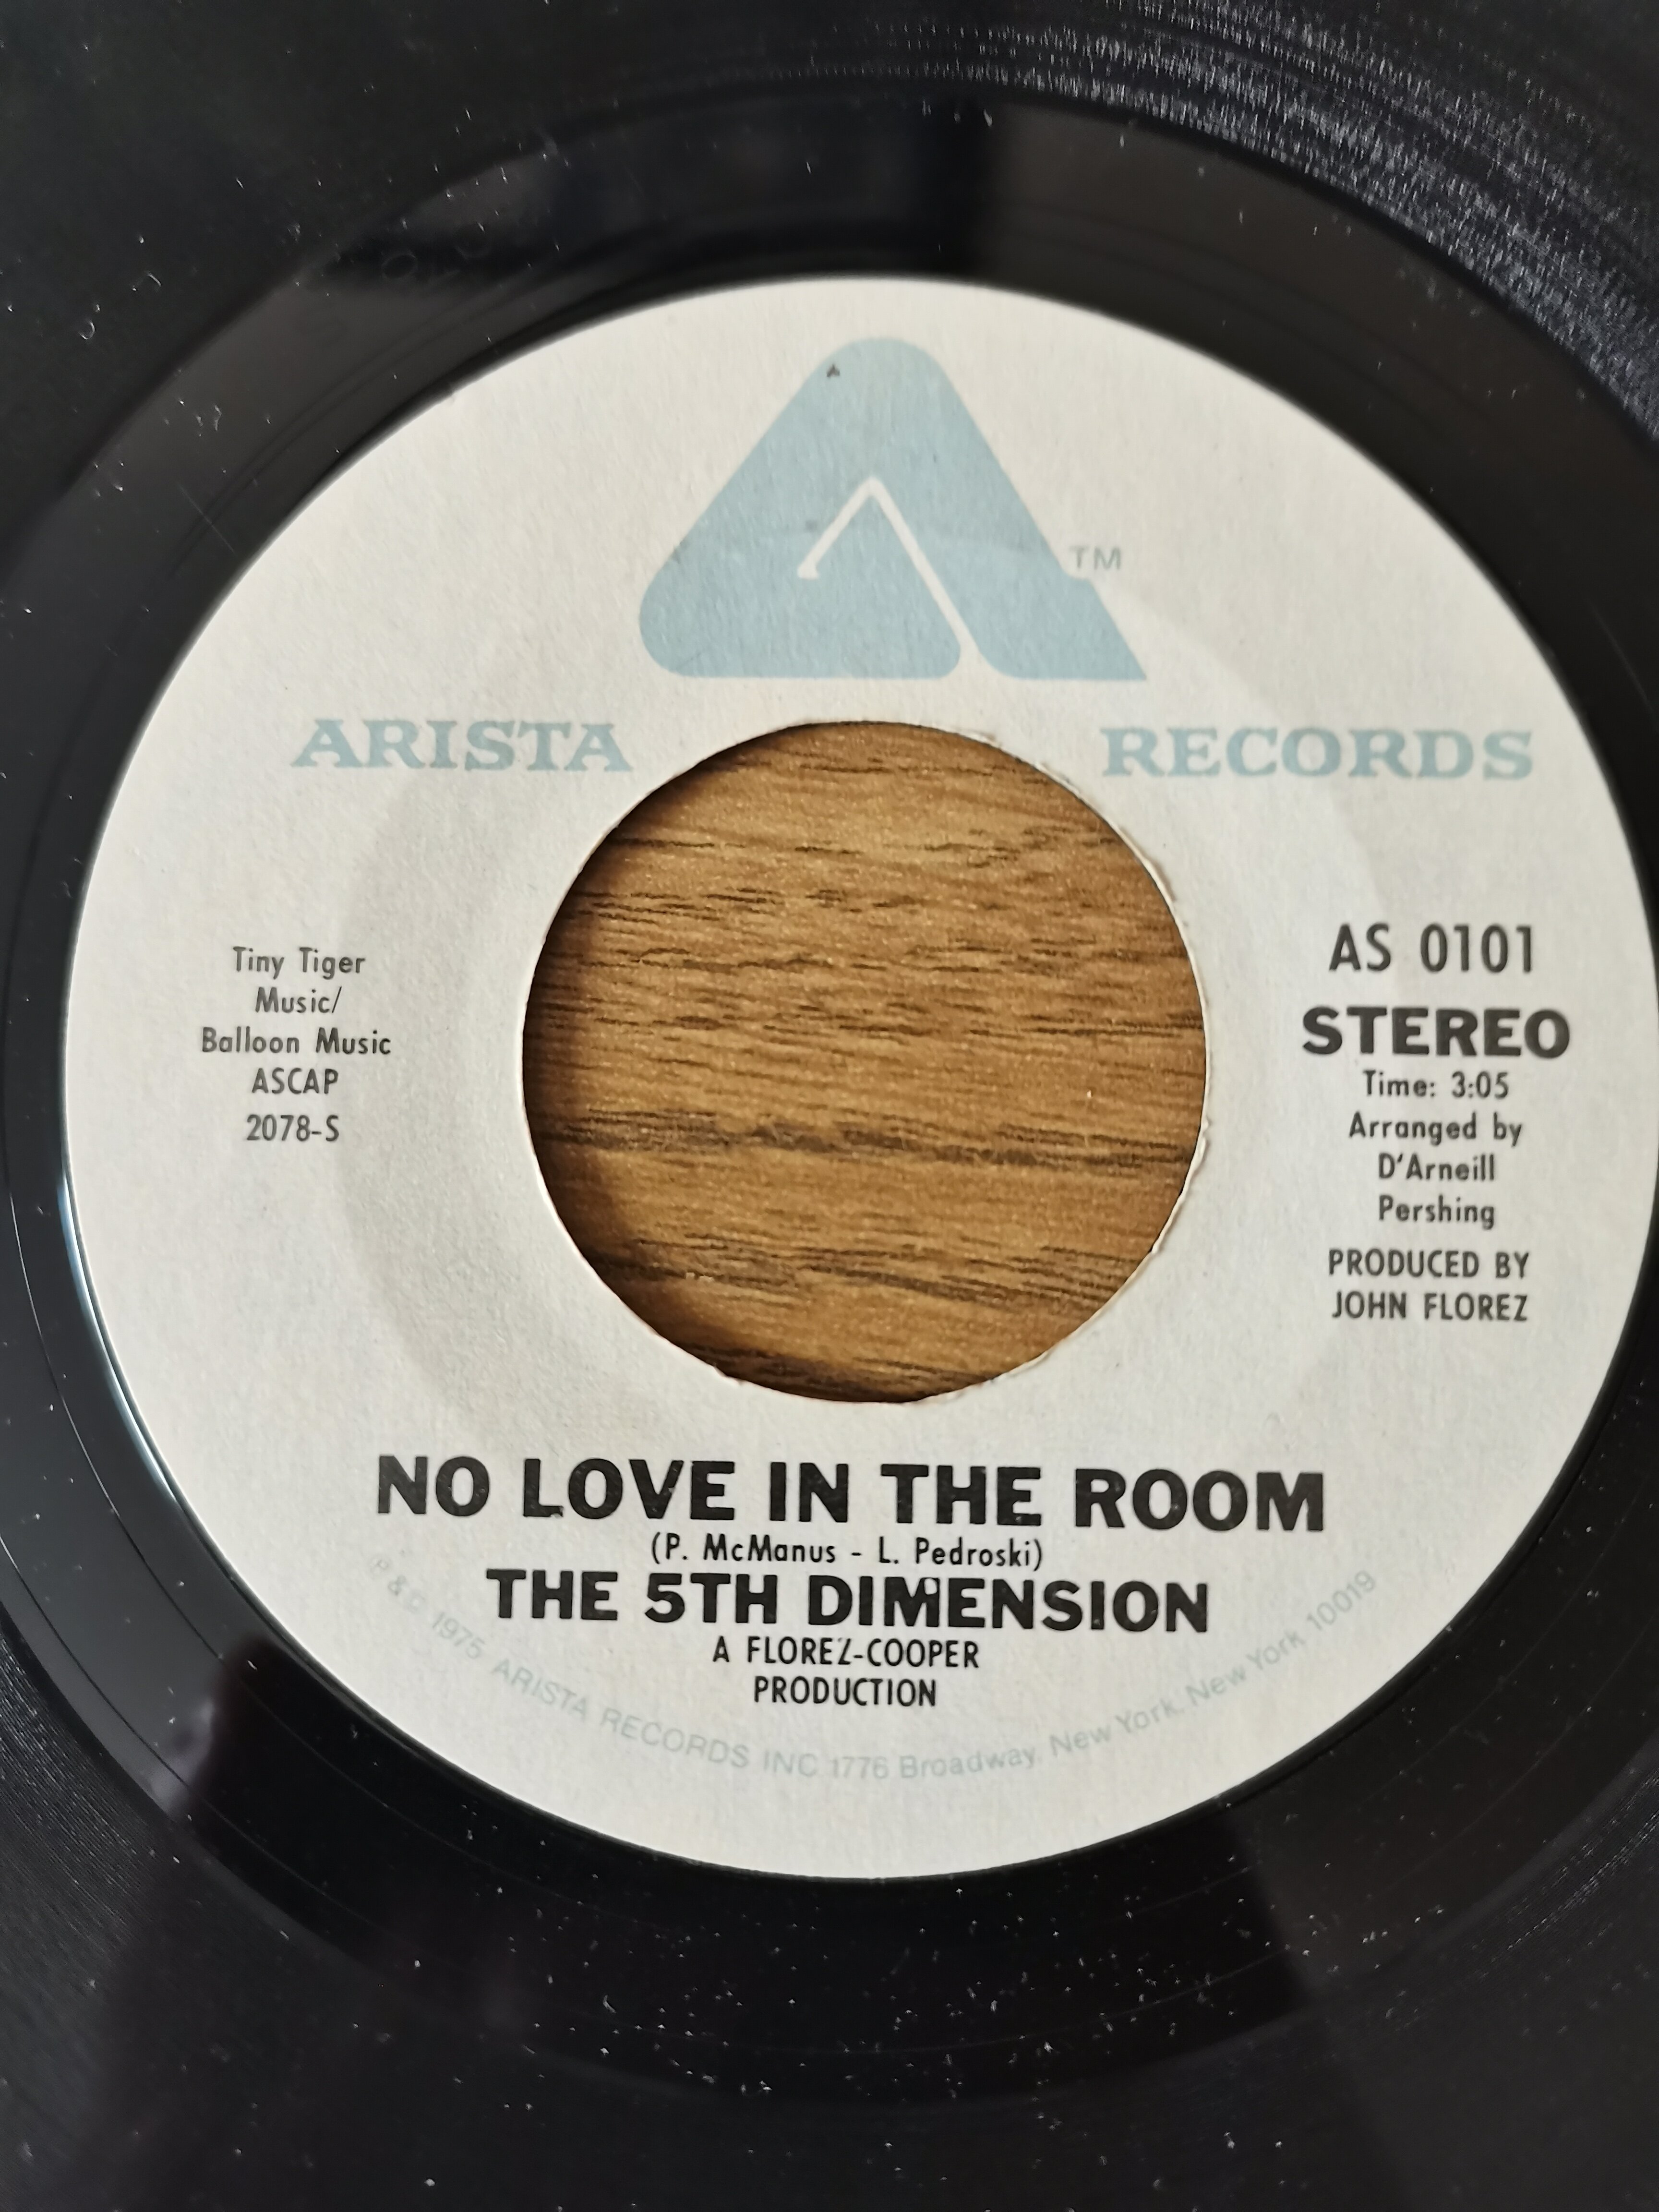 TM
ARISTA RECORDS
Tiny Tiger
Music/
Balloon Music
ASCAP
2078-S
AS 0101
STEREO
Time: 3:05
Arranged by
D'Arneill
Pershing
PRODUCED BY
JOHN FLOREZ
NO LOVE IN THE ROOM
(P. McManus - L. Pedroski)
THE 5TH DIMENSION
A FLOREZ-COOPER
PRODUCTION
P & C 1975 ARISTA RECORDS INC 1776 Broadway, New York, New York 10019